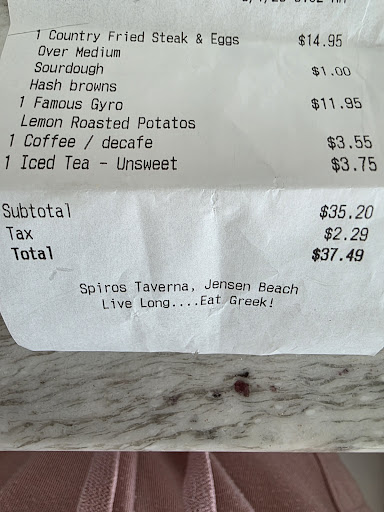 1 Country Fried Steak & Eggs $14.95
Over Medium
Sourdough $1.00
Hash browns
1 Famous Gyro $11.95
Lemon Roasted Potatos
1 Coffee / decafe $3.55
1 Iced Tea - Unsweet $3.75
Subtotal $35.20
Tax $2.29
Total $37.49
Spiros Taverna, Jensen Beach
Live Long....Eat Greek!